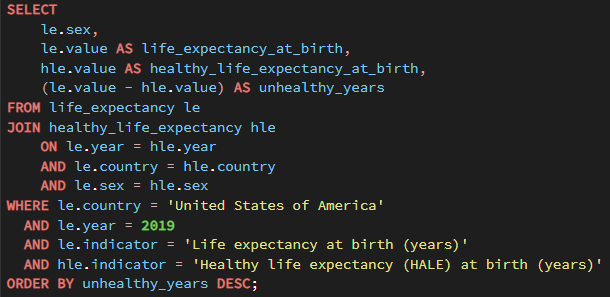 SELECT
    le.sex,
    le.value AS life_expectancy_at_birth,
    hle.value AS healthy_life_expectancy_at_birth,
    (le.value - hle.value) AS unhealthy_years
FROM life_expectancy le
JOIN healthy_life_expectancy hle
    ON le.year = hle.year
    AND le.country = hle.country
    AND le.sex = hle.sex
WHERE le.country = 'United States of America'
  AND le.year = 2019
  AND le.indicator = 'Life expectancy at birth (years)'
  AND hle.indicator = 'Healthy life expectancy (HALE) at birth (years)'
ORDER BY unhealthy_years DESC;